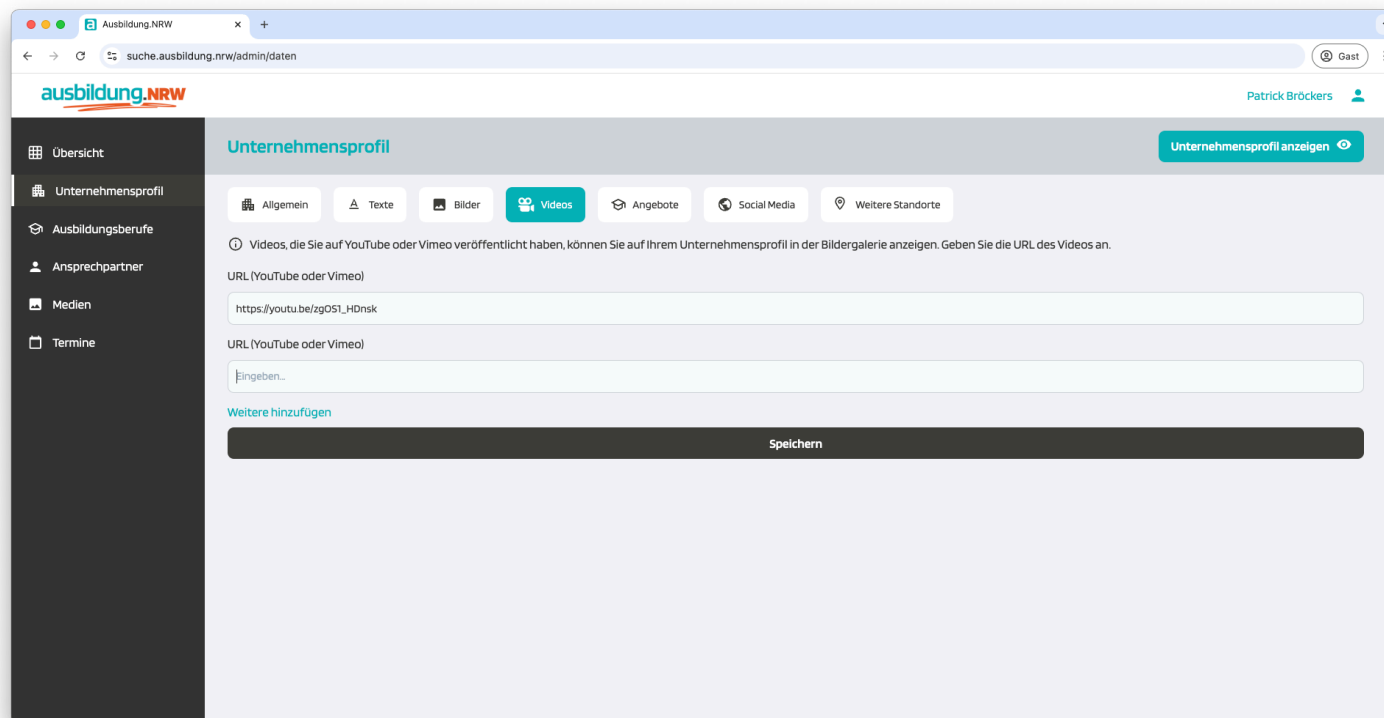 Ausbildung.NRW
suche.ausbildung.nrw/admin/daten
Gast
ausbildung.NRW
Patrick Bröckers
Übersicht
Unternehmensprofil
Ausbildungsberufe
Ansprechpartner
Medien
Termine
Unternehmensprofil
Unternehmensprofil anzeigen
Allgemein
Texte
Bilder
Videos
Angebote
Social Media
Weitere Standorte
Videos, die Sie auf YouTube oder Vimeo veröffentlicht haben, können Sie auf Ihrem Unternehmensprofil in der Bildergalerie anzeigen. Geben Sie die URL des Videos an.
URL (YouTube oder Vimeo)
https://youtu.be/zgOS1_HDnsk
URL (YouTube oder Vimeo)
Eingeben...
Weitere hinzufügen
Speichern